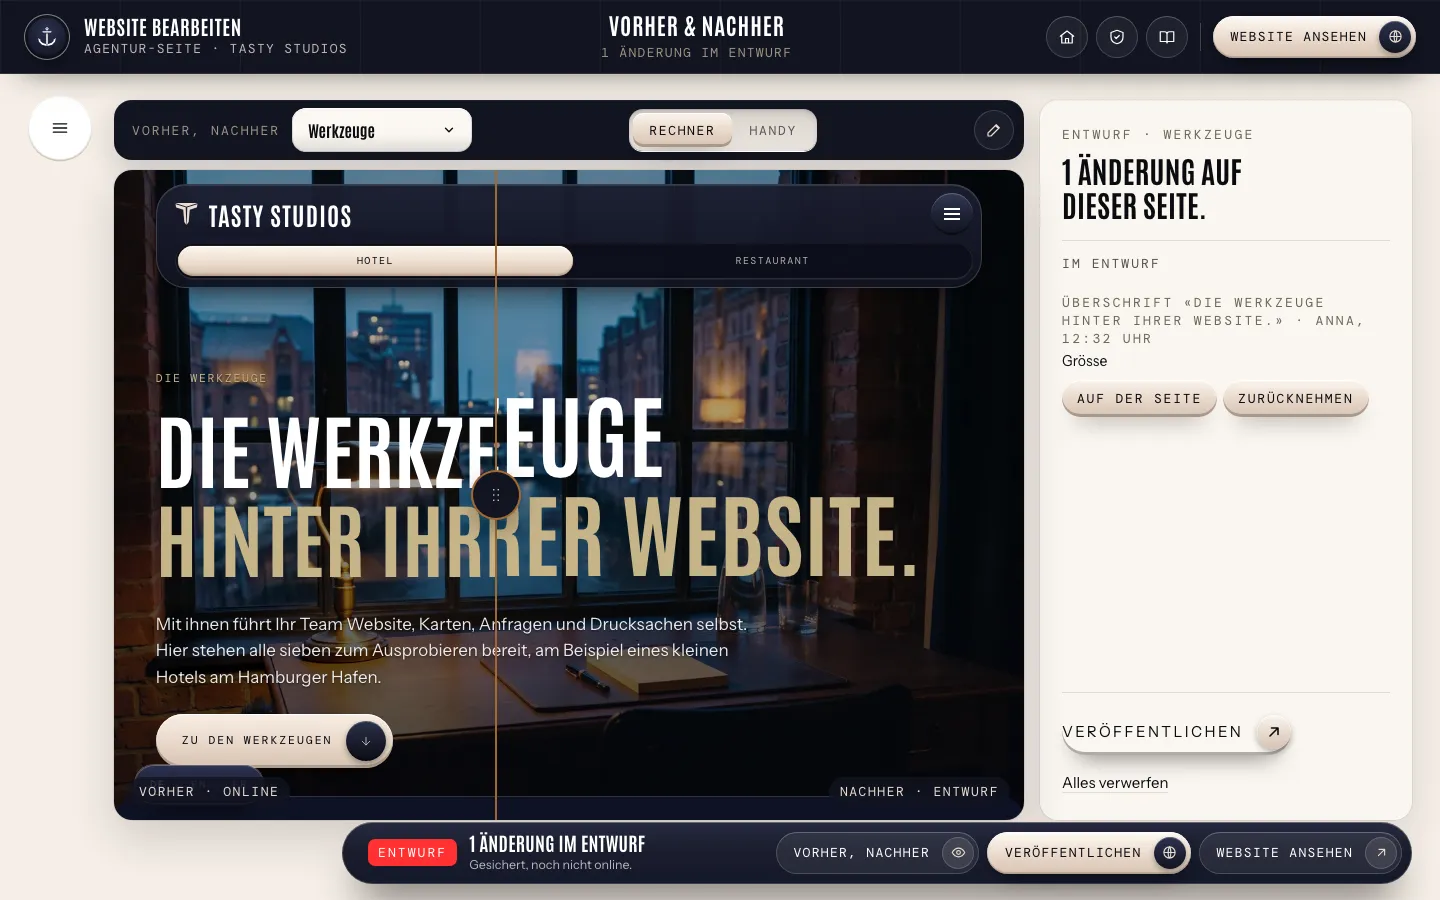 WEBSITE BEARBEITEN
AGENTUR-SEITE · TASTY STUDIOS
VORHER & NACHHER
1 ÄNDERUNG IM ENTWURF
WEBSITE ANSEHEN
VORHER, NACHHER
Werkzeuge
RECHNER
HANDY
TASTY STUDIOS
HOTEL
RESTAURANT
DIE WERKZEUGE
DIE WERKZEUGE
HINTER IHRER WEBSITE.
Mit ihnen führt Ihr Team Website, Karten, Anfragen und Drucksachen selbst.
Hier stehen alle sieben zum Ausprobieren bereit, am Beispiel eines kleinen
Hotels am Hamburger Hafen.
ZU DEN WERKZEUGEN
VORHER · ONLINE
NACHHER · ENTWURF
ENTWURF · WERKZEUGE
1 ÄNDERUNG AUF
DIESER SEITE.
IM ENTWURF
ÜBERSCHRIFT «DIE WERKZEUGE
HINTER IHRER WEBSITE.» · ANNA,
12:32 UHR
Grösse
AUF DER SEITE
ZURÜCKNEHMEN
VERÖFFENTLICHEN
Alles verwerfen
ENTWURF
1 ÄNDERUNG IM ENTWURF
Gesichert, noch nicht online.
VORHER, NACHHER
VERÖFFENTLICHEN
WEBSITE ANSEHEN